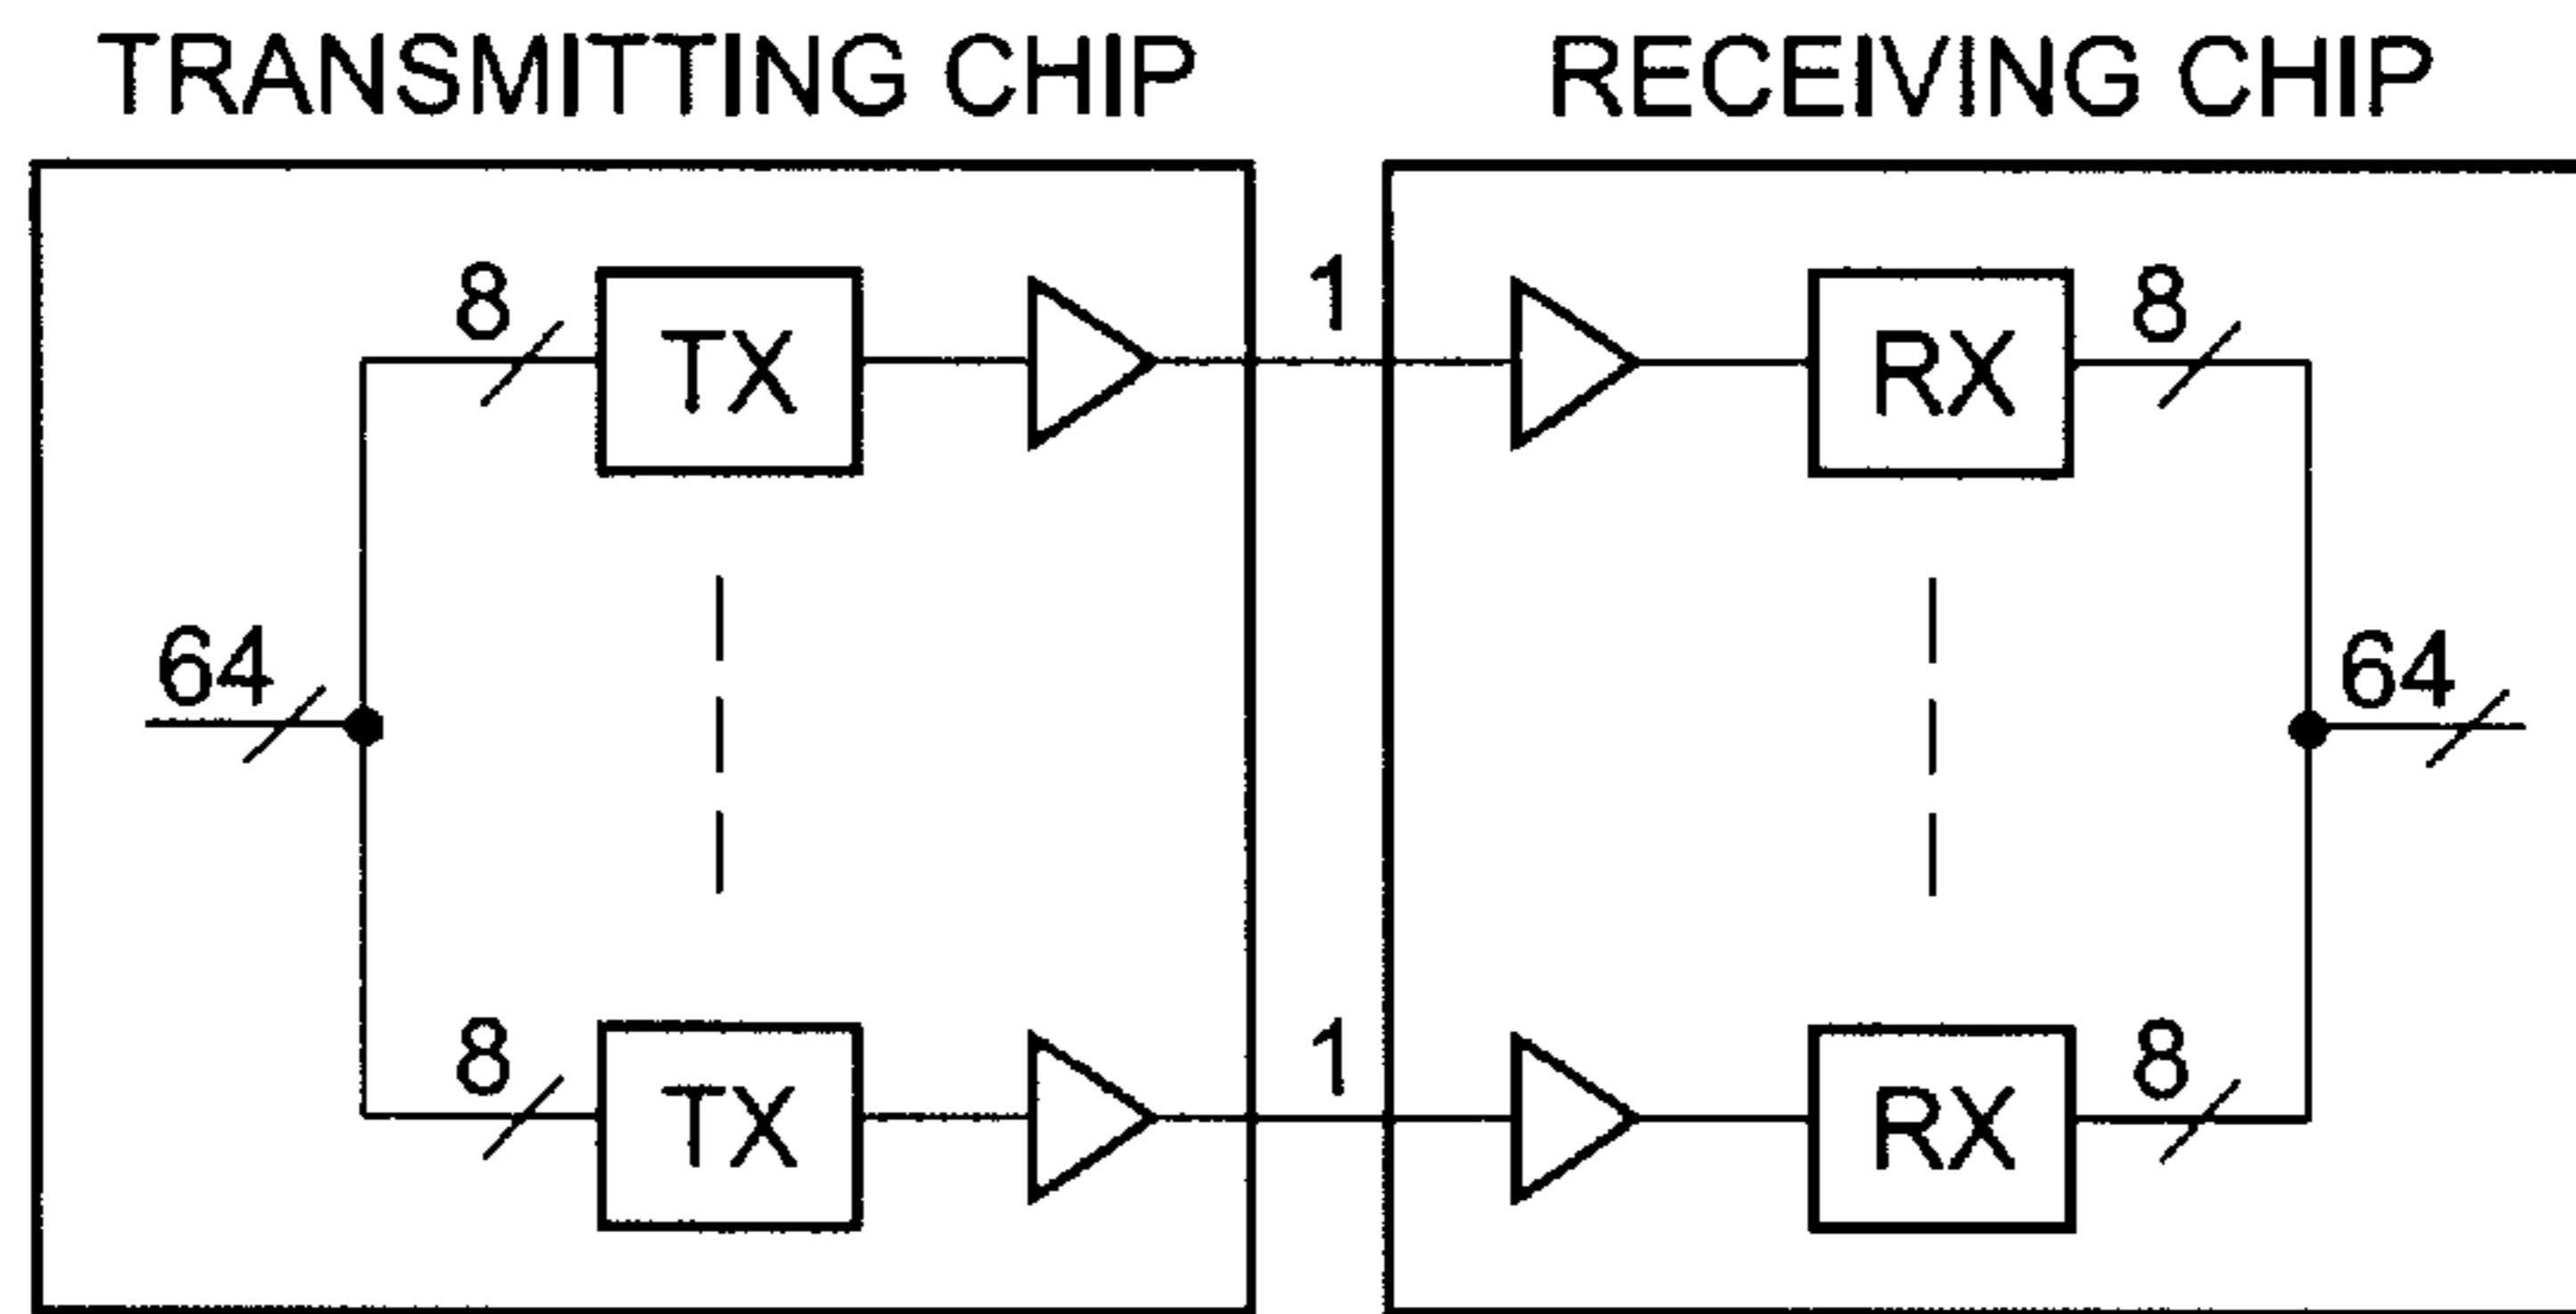 TRANSMITTING CHIP
RECEIVING CHIP
8
TX
1
RX
8
64
64
8
TX
1
RX
8